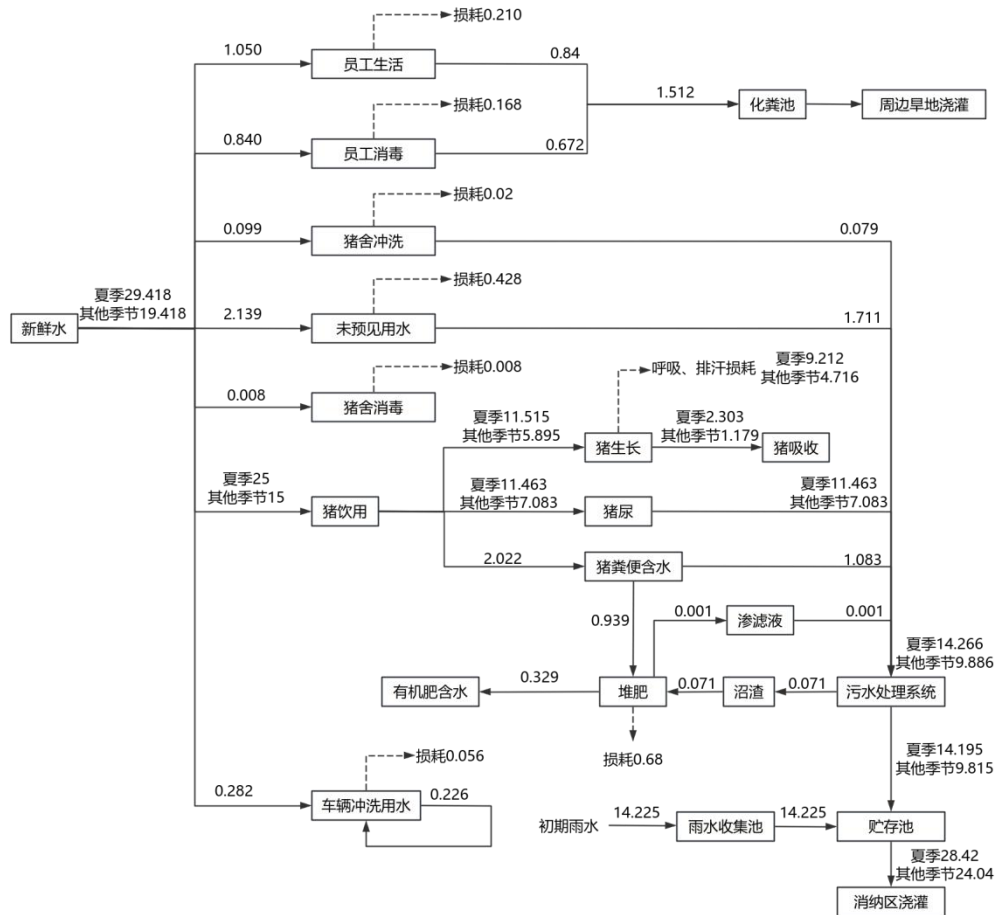 损耗0.210
1.050
员工生活
0.84
损耗0.168
1.512
化粪池
周边旱地浇灌
0.840
员工消毒
0.672
损耗0.02
0.099
猪舍冲洗
0.079
夏季29.418
其他季节19.418
新鲜水
损耗0.428
2.139
未预见用水
1.711
损耗0.008
0.008
猪舍消毒
呼吸、排汗损耗
夏季9.212
其他季节4.716
夏季11.515
其他季节5.895
猪生长
夏季2.303
其他季节1.179
猪吸收
夏季25
其他季节15
猪饮用
夏季11.463
其他季节7.083
猪尿
夏季11.463
其他季节7.083
2.022
猪粪便含水
1.083
0.939
0.001
渗滤液
0.001
夏季14.266
其他季节9.886
有机肥含水
0.329
堆肥
0.071
沼渣
0.071
污水处理系统
损耗0.68
夏季14.195
其他季节9.815
损耗0.056
0.282
车辆冲洗用水
0.226
初期雨水
14.225
雨水收集池
14.225
贮存池
夏季28.42
其他季节24.04
消纳区浇灌